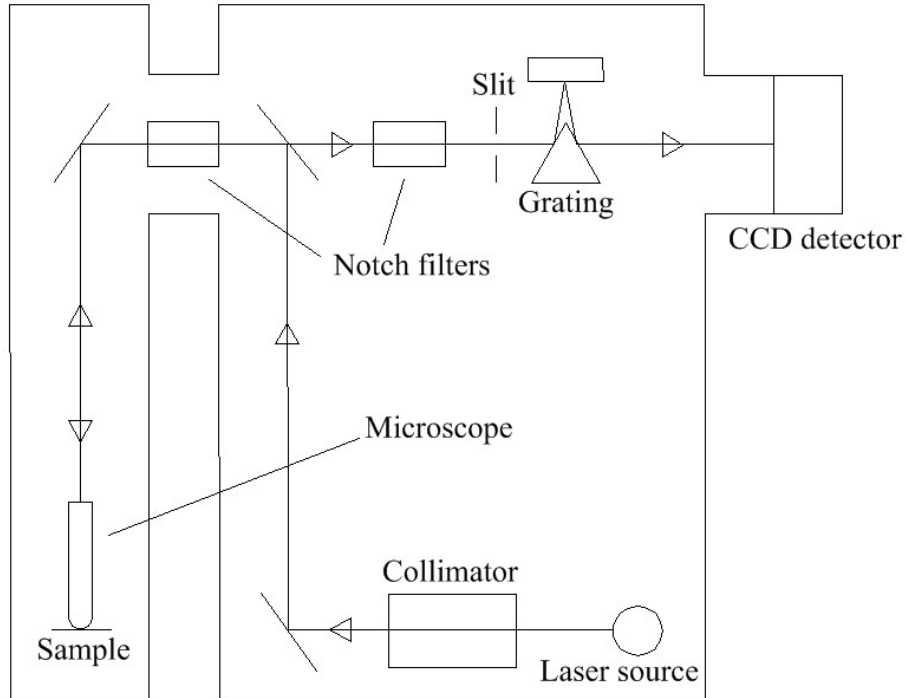 Slit
Grating
CCD detector
Notch filters
Microscope
Collimator
Sample
Laser source